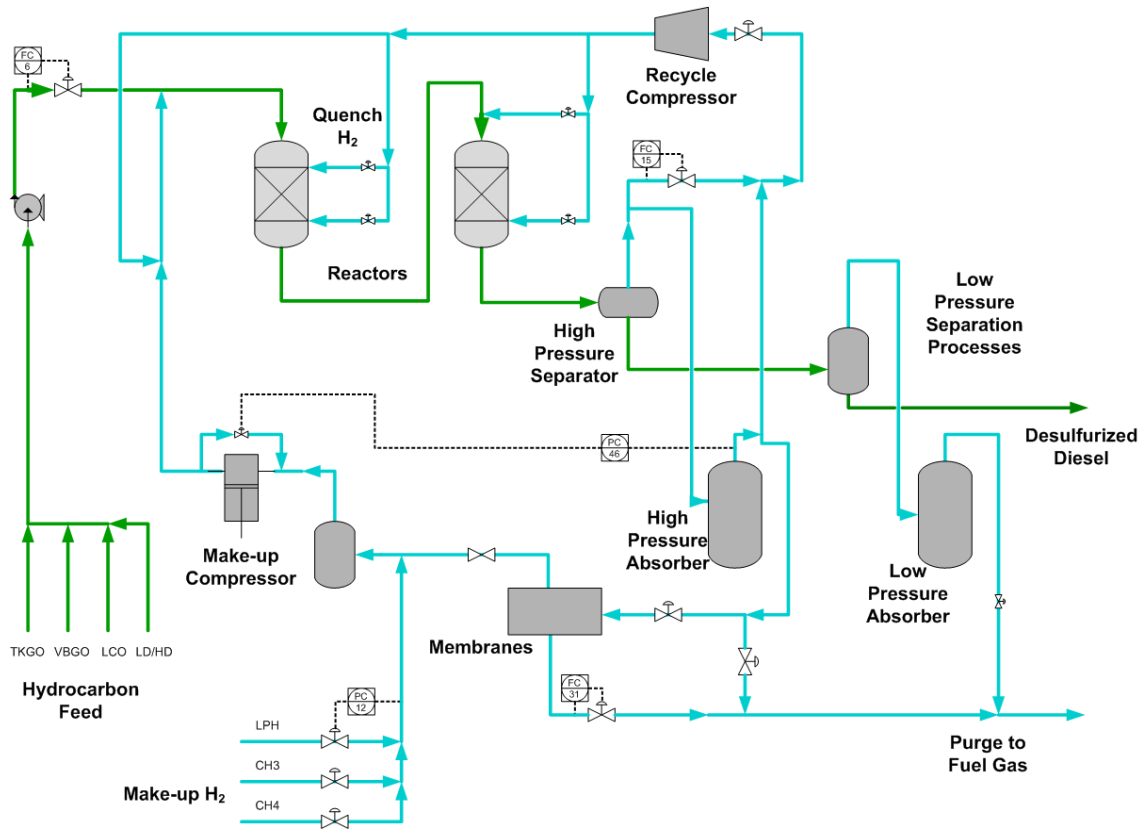 FC
6
Recycle
Compressor
Quench
H2
FC
15
Reactors
High
Pressure
Separator
Low
Pressure
Separation
Processes
Desulfurized
Diesel
PC
46
High
Pressure
Absorber
Low
Pressure
Absorber
Make-up
Compressor
Membranes
TKGO VBGO LCO LD/HD
Hydrocarbon
Feed
FC
31
PC
12
LPH
CH3
CH4
Make-up H2
Purge to
Fuel Gas